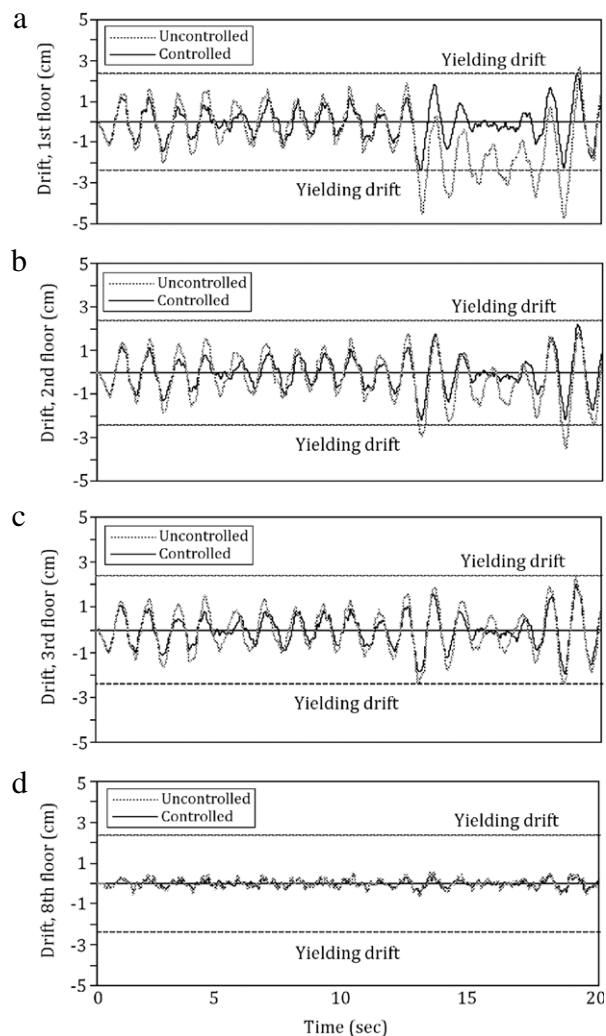 a
Drift, 1st floor (cm)
5
3
1
-1
-3
-5
Uncontrolled
Controlled
Yielding drift
Yielding drift
b
Drift, 2nd floor (cm)
5
3
1
-1
-3
-5
Uncontrolled
Controlled
Yielding drift
Yielding drift
c
Drift, 3rd floor (cm)
5
3
1
-1
-3
-5
Uncontrolled
Controlled
Yielding drift
Yielding drift
d
Drift, 8th floor (cm)
5
3
1
-1
-3
-5
Uncontrolled
Controlled
Yielding drift
Yielding drift
0 5 10 15 20
Time (sec)